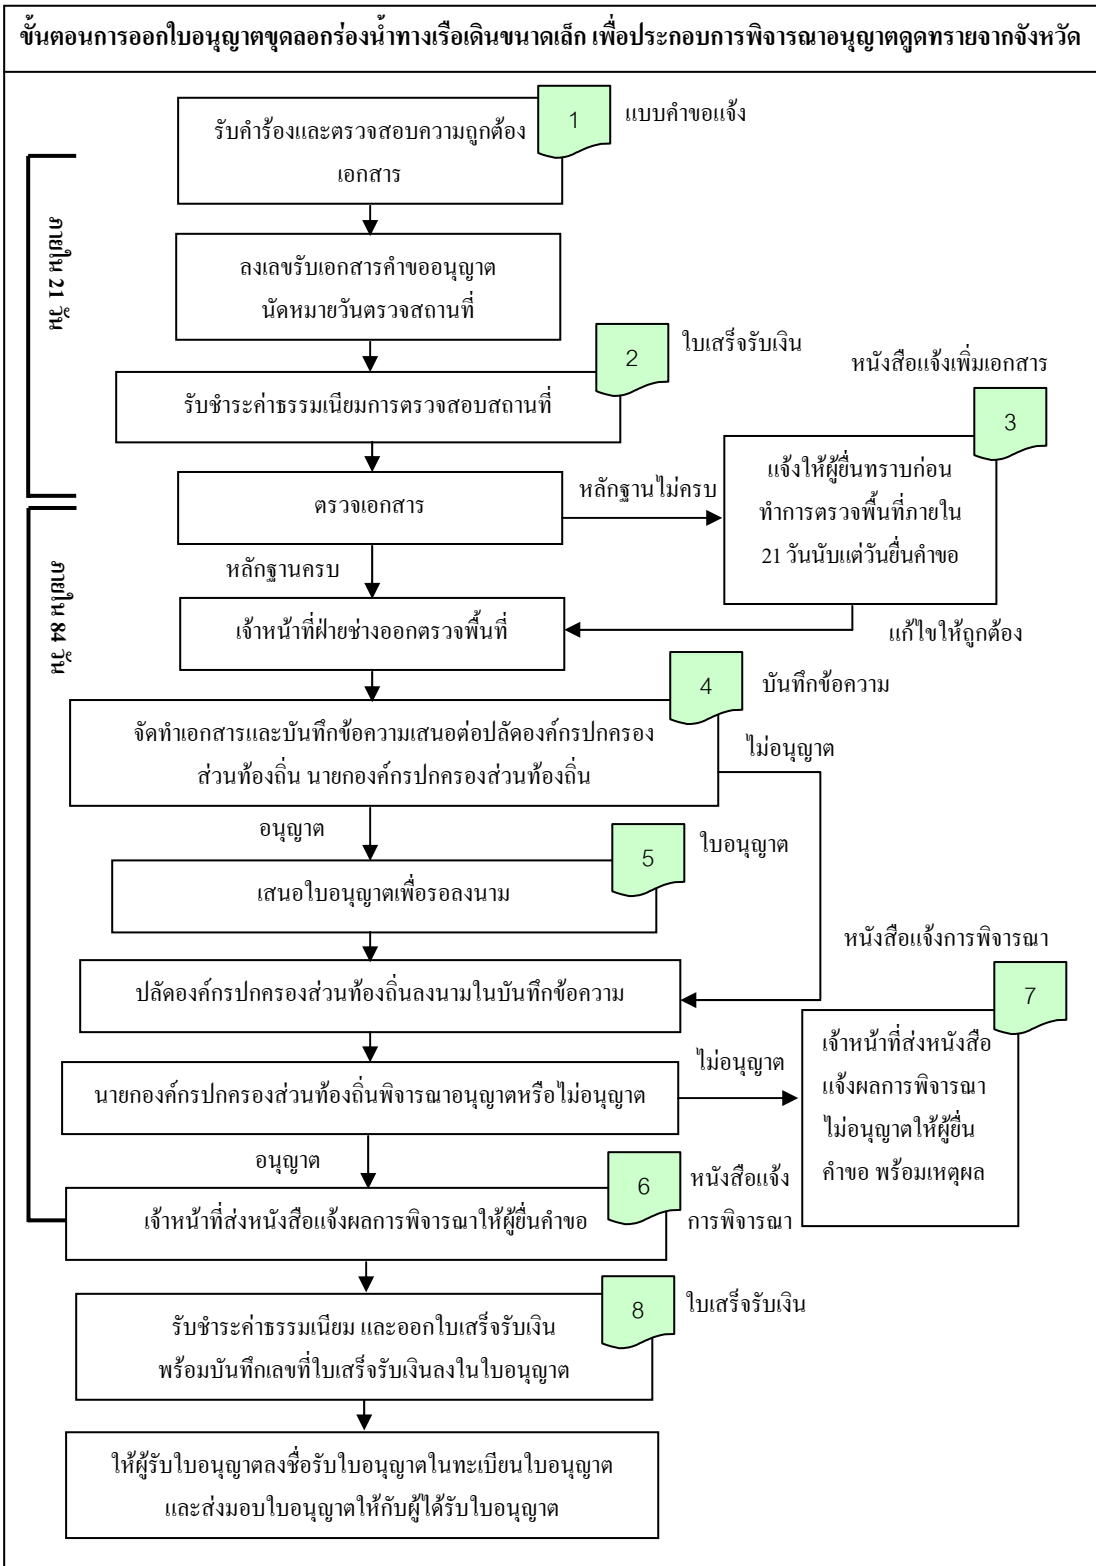 ขั้นตอนการออกใบอนุญาตขุดลอกร่องน้ำทางเรือเดินขนาดเล็ก เพื่อประกอบการพิจารณาอนุญาตดูดทรายจากจังหวัด
1
แบบคำขอแจ้ง
รับคำร้องและตรวจสอบความถูกต้อง
เอกสาร
ภายใน 21 วัน
ลงเลขรับเอกสารคำขออนุญาต
นัดหมายวันตรวจสถานที่
2
ใบเสร็จรับเงิน
รับชำระค่าธรรมเนียมการตรวจสอบสถานที่
หนังสือแจ้งเพิ่มเอกสาร
3
ตรวจเอกสาร
หลักฐานไม่ครบ
แจ้งให้ผู้ยื่นทราบก่อน
ทำการตรวจพื้นที่ภายใน
21 วันนับแต่วันยื่นคำขอ
หลักฐานครบ
ภายใน 84 วัน
เจ้าหน้าที่ฝ่ายช่างออกตรวจพื้นที่
แก้ไขให้ถูกต้อง
4
บันทึกข้อความ
จัดทำเอกสารและบันทึกข้อความเสนอต่อปลัดองค์กรปกครอง
ส่วนท้องถิ่น นายกองค์กรปกครองส่วนท้องถิ่น
ไม่อนุญาต
อนุญาต
5
ใบอนุญาต
เสนอใบอนุญาตเพื่อรอลงนาม
ปลัดองค์กรปกครองส่วนท้องถิ่นลงนามในบันทึกข้อความ
หนังสือแจ้งการพิจารณา
7
นายกองค์กรปกครองส่วนท้องถิ่นพิจารณาอนุญาตหรือไม่อนุญาต
ไม่อนุญาต
เจ้าหน้าที่ส่งหนังสือ
แจ้งผลการพิจารณา
ไม่อนุญาตให้ผู้ยื่น
คำขอ พร้อมเหตุผล
อนุญาต
6
หนังสือแจ้ง
การพิจารณา
เจ้าหน้าที่ส่งหนังสือแจ้งผลการพิจารณาให้ผู้ยื่นคำขอ
8
ใบเสร็จรับเงิน
รับชำระค่าธรรมเนียม และออกใบเสร็จรับเงิน
พร้อมบันทึกเลขที่ใบเสร็จรับเงินลงในใบอนุญาต
ให้ผู้รับใบอนุญาตลงชื่อรับใบอนุญาตในทะเบียนใบอนุญาต
และส่งมอบใบอนุญาตให้กับผู้ได้รับใบอนุญาต